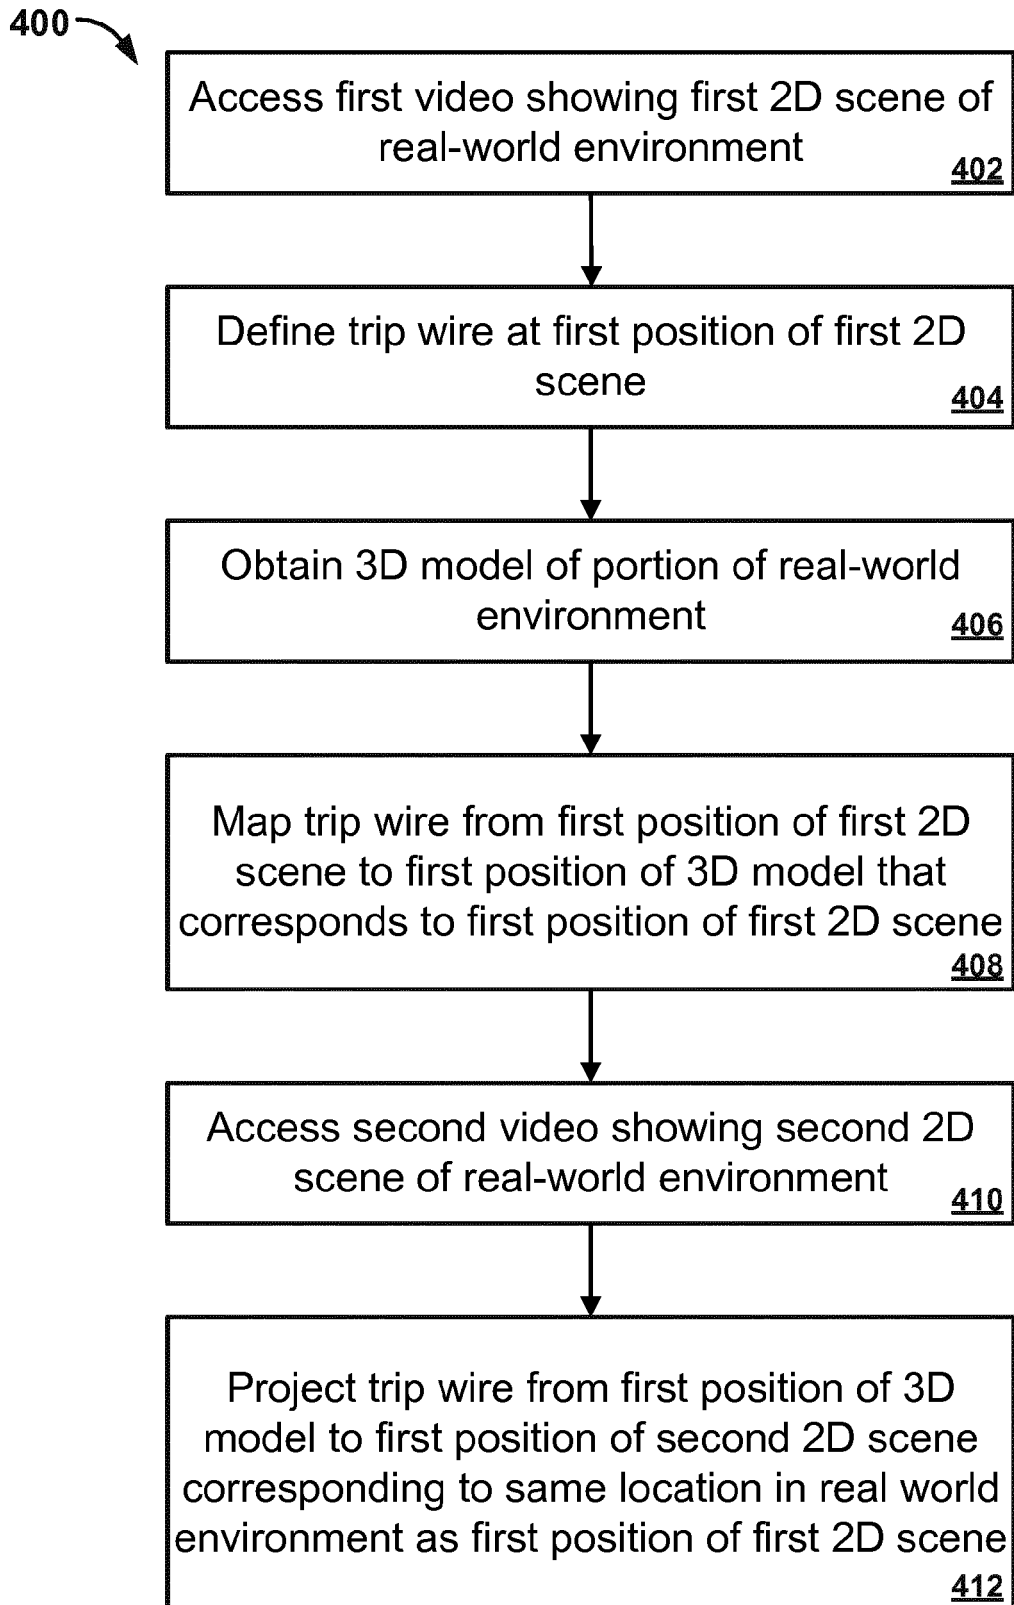 400
Access first video showing first 2D scene of
real-world environment
402
Define trip wire at first position of first 2D
scene
404
Obtain 3D model of portion of real-world
environment
406
Map trip wire from first position of first 2D
scene to first position of 3D model that
corresponds to first position of first 2D scene
408
Access second video showing second 2D
scene of real-world environment
410
Project trip wire from first position of 3D
model to first position of second 2D scene
corresponding to same location in real world
environment as first position of first 2D scene
412